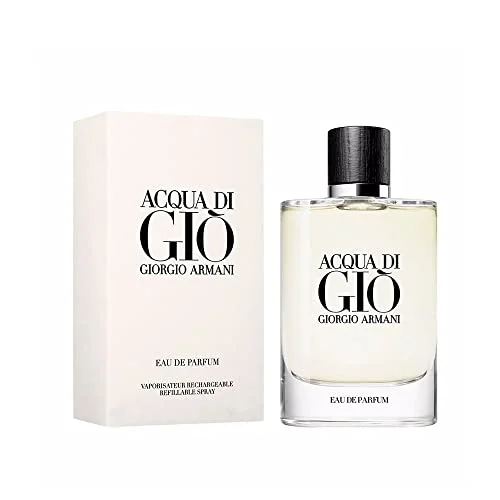 ACQUA DI
GIÒ
GIORGIO ARMANI
EAU DE PARFUM
VAPORISATEUR RECHARGEABLE
REFILLABLE SPRAY
ACQUA DI
GIÒ
GIORGIO ARMANI
EAU DE PARFUM